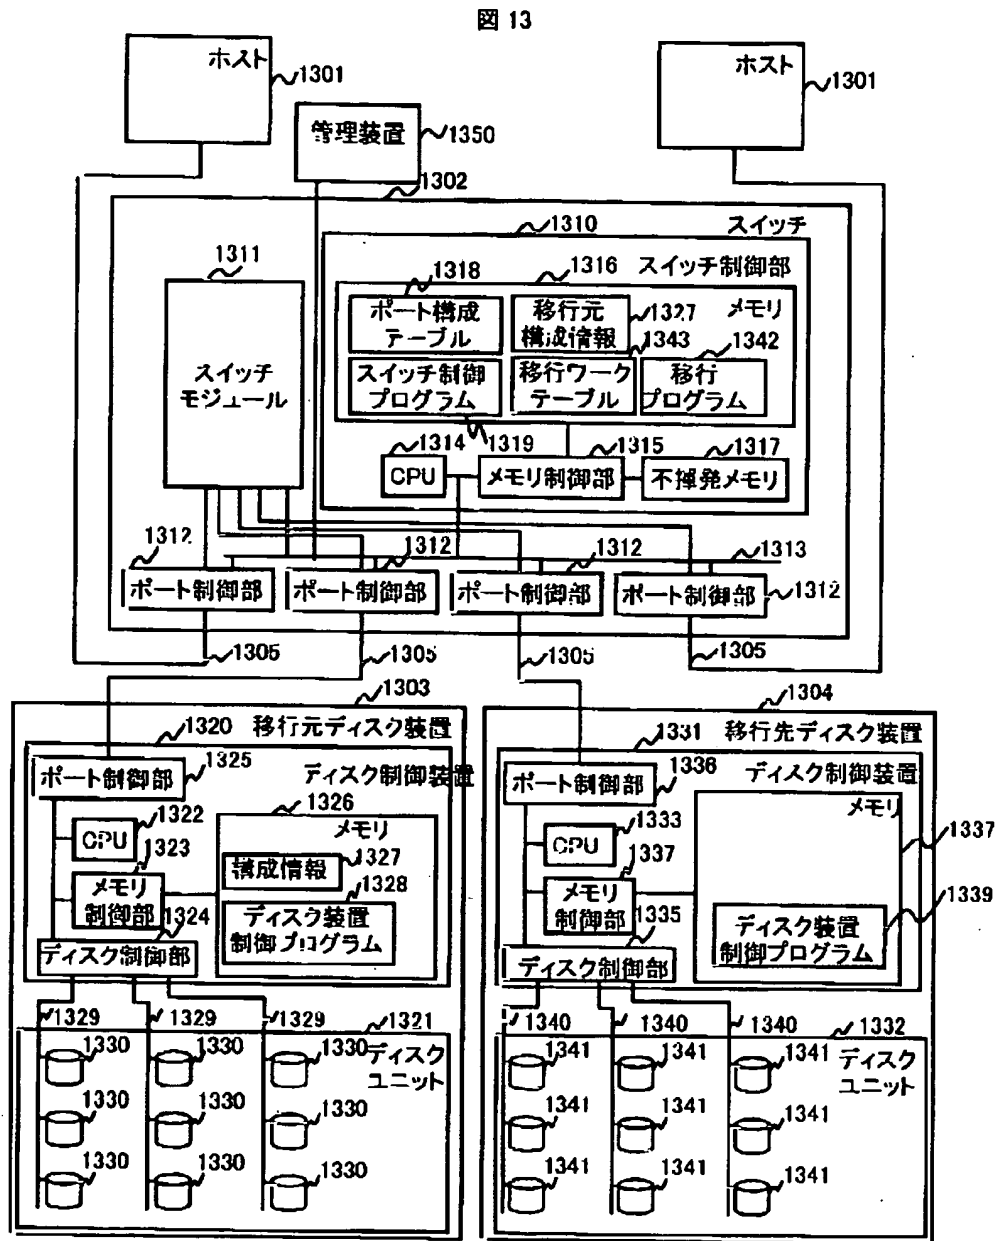 図 13
ホスト
1301
ホスト
1301
管理装置
1350
1302
1310
スイッチ
1311
スイッチ
モジュール
スイッチ制御部
1318
1316
メモリ
ポート構成
テーブル
移行元
構成情報
1327
1343
1342
スイッチ制御
プログラム
移行ワーク
テーブル
移行
プログラム
1319
1314
1315
1317
CPU
メモリ制御部
不揮発メモリ
1312
1312
1312
1313
ポート制御部
ポート制御部
ポート制御部
ポート制御部
1312
1305
1305
1305
1305
1303
1304
移行元ディスク装置
移行先ディスク装置
1320
ディスク制御装置
ポート制御部
1325
1322
CPU
1323
メモリ
制御部
1324
ディスク制御部
1326
メモリ
1327
構成情報
1328
ディスク装置
制御プログラム
1331
ディスク制御装置
ポート制御部
1336
1333
CPU
1337
メモリ
制御部
1335
ディスク制御部
メモリ
1337
ディスク装置
制御プログラム
1339
1329
1329
1329
1321
ディスク
ユニット
1330
1330
1330
1330
1330
1330
1330
1330
1330
1340
1340
1340
1332
ディスク
ユニット
1341
1341
1341
1341
1341
1341
1341
1341
1341